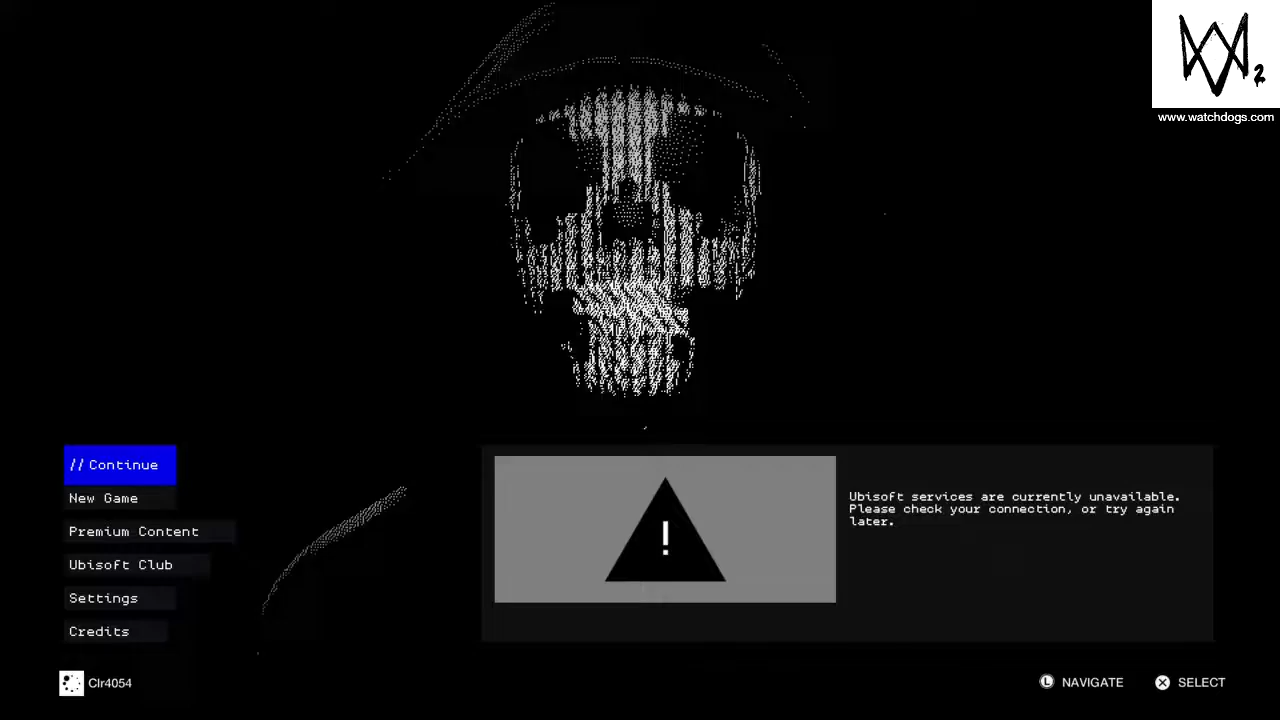 2
www.watchdogs.com
// Continue
New Game
Premium Content
Ubisoft Club
Settings
Credits
!
Ubisoft services are currently unavailable.
Please check your connection, or try again
later.
Clr4054
L NAVIGATE
X SELECT